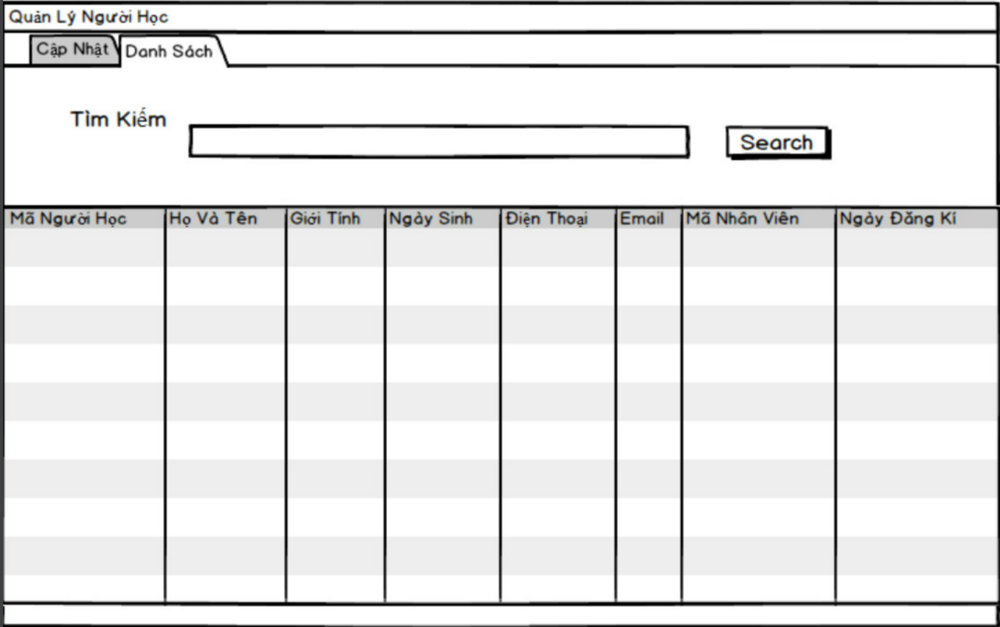 Quản Lý Người Học
Cập Nhật Danh Sách
Tìm Kiếm
Search
Mã Người Học Họ Và Tên Giới Tính Ngày Sinh Điện Thoại Email Mã Nhân Viên Ngày Đăng Kí